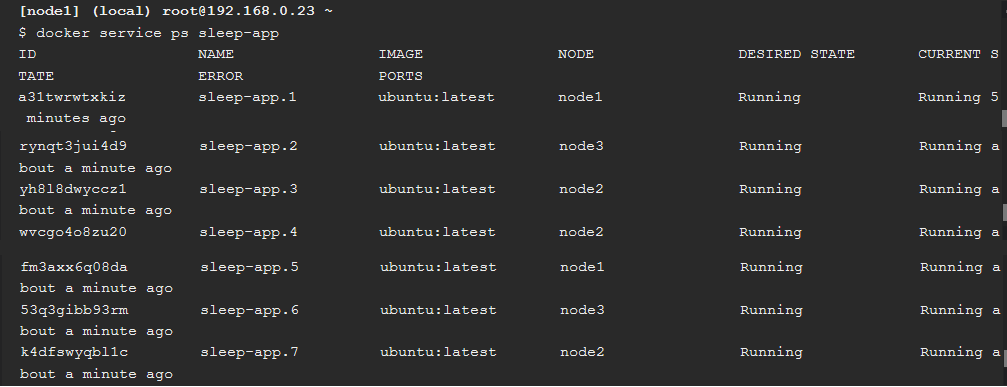 [node1] (local) root@192.168.0.23 ~
$ docker service ps sleep-app
ID NAME IMAGE NODE DESIRED STATE CURRENT S
TATE ERROR PORTS
a31twrwtxkiz sleep-app.1 ubuntu:latest node1 Running Running 5
minutes ago
rynqt3jui4d9 sleep-app.2 ubuntu:latest node3 Running Running a
bout a minute ago
yh8l8dwyccz1 sleep-app.3 ubuntu:latest node2 Running Running a
bout a minute ago
wvcgo4o8zu20 sleep-app.4 ubuntu:latest node2 Running Running a
fm3axx6q08da sleep-app.5 ubuntu:latest node1 Running Running a
bout a minute ago
53q3gibb93rm sleep-app.6 ubuntu:latest node3 Running Running a
bout a minute ago
k4dfswyqbl1c sleep-app.7 ubuntu:latest node2 Running Running a
bout a minute ago